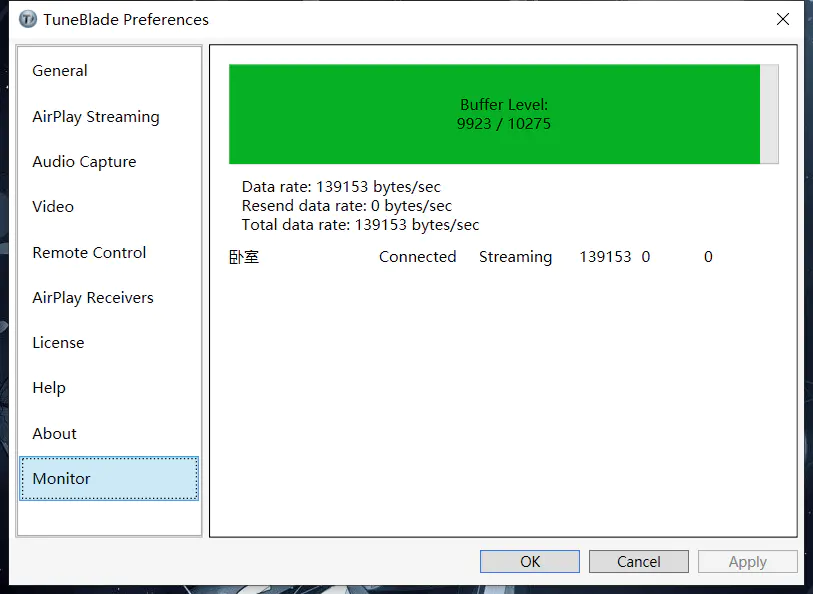 TuneBlade Preferences
General
AirPlay Streaming
Audio Capture
Video
Remote Control
AirPlay Receivers
License
Help
About
Monitor
Buffer Level:
9923 / 10275
Data rate: 139153 bytes/sec
Resend data rate: 0 bytes/sec
Total data rate: 139153 bytes/sec
卧室 Connected Streaming 139153 0 0
OK Cancel Apply